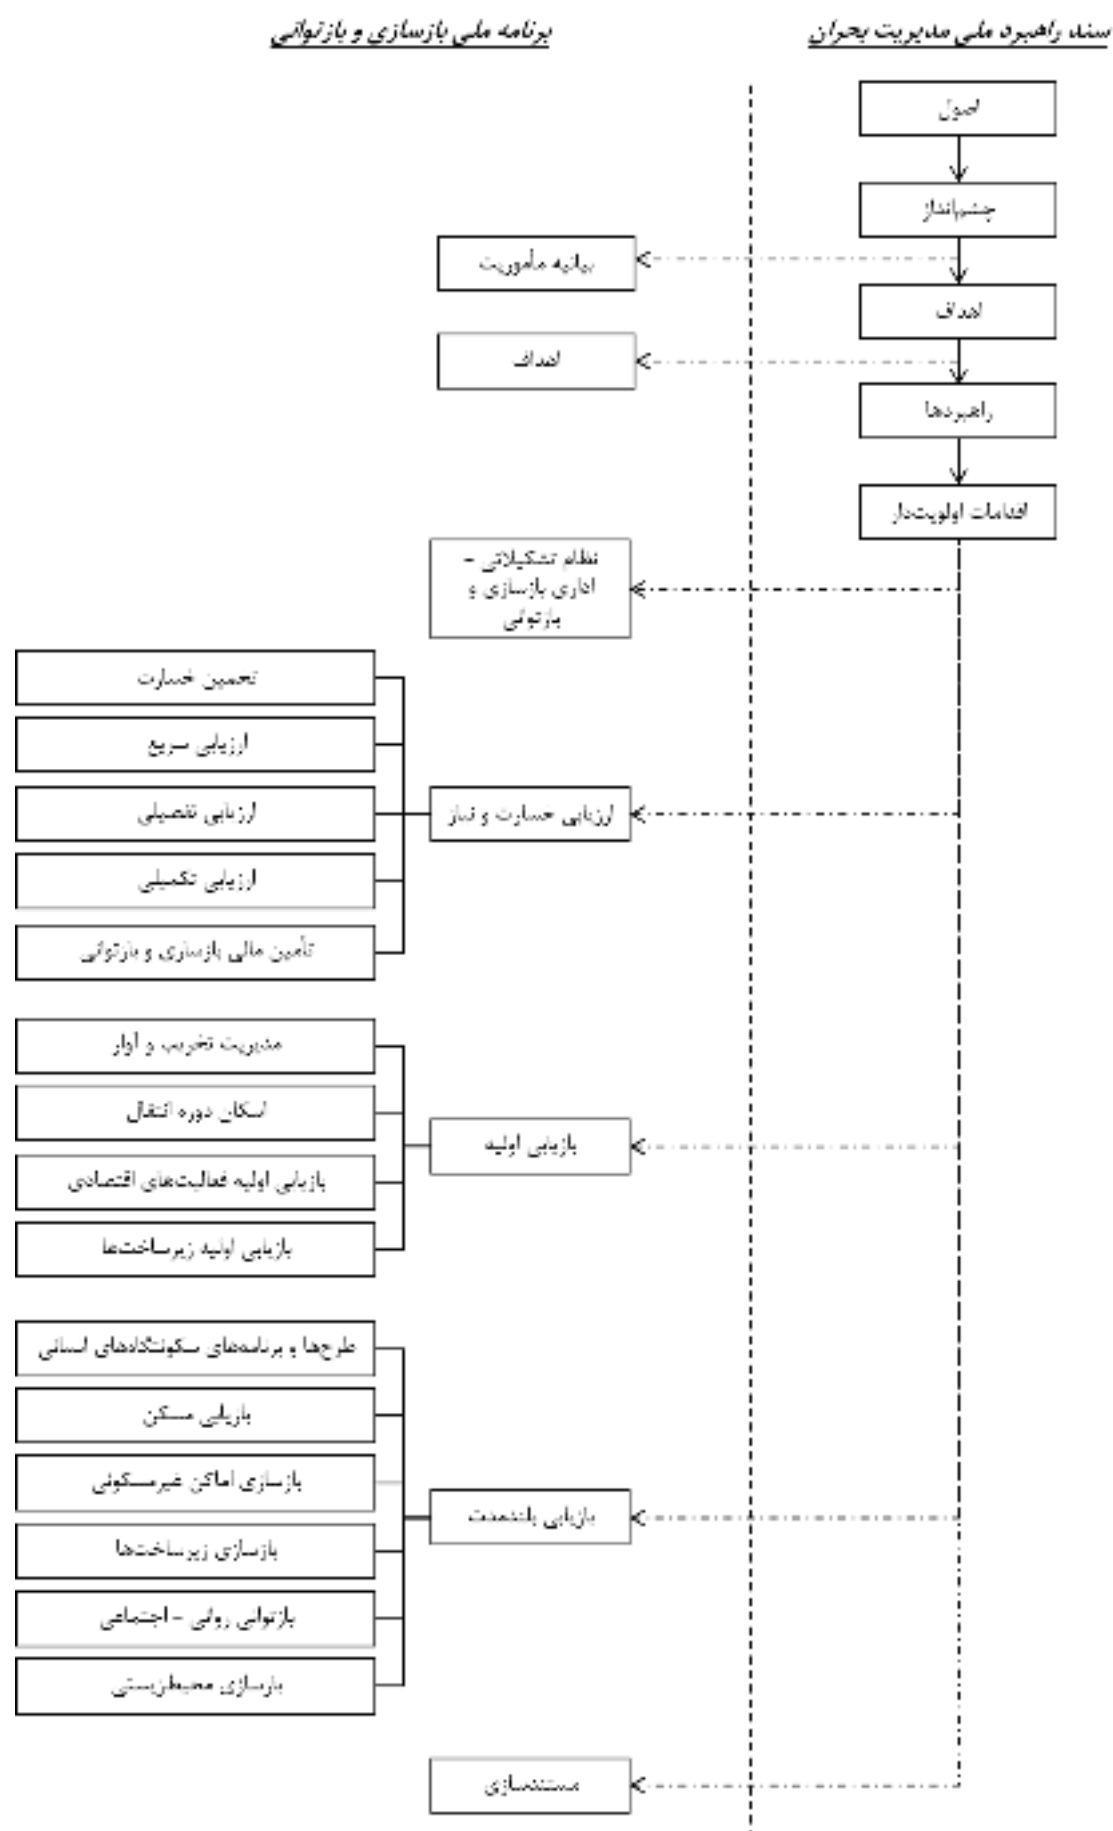 سند راهبرد ملی مدیریت بحران
برنامه ملی بازسازی و بازتوانی
اصول
چشم‌انداز
بیانیه مأموریت
اهداف
اهداف
راهبردها
اقدامات اولویت‌دار
نظام تشکیلاتی –
اداری بازسازی و
بازتوانی
ارزیابی خسارت و نیاز
تخمین خسارت
ارزیابی سریع
ارزیابی تفصیلی
ارزیابی تکمیلی
تأمین مالی بازسازی و بازتوانی
بازیابی اولیه
مدیریت تخریب و آوار
اسکان دوره انتقال
بازیابی اولیه فعالیت‌های اقتصادی
بازیابی اولیه زیرساخت‌ها
بازیابی بلندمدت
طرح‌ها و برنامه‌های سکونتگاه‌های انسانی
بازیابی مسکن
بازسازی اماکن غیرمسکونی
بازسازی زیرساخت‌ها
بازتوانی روانی – اجتماعی
بازسازی محیط‌زیستی
مستندسازی